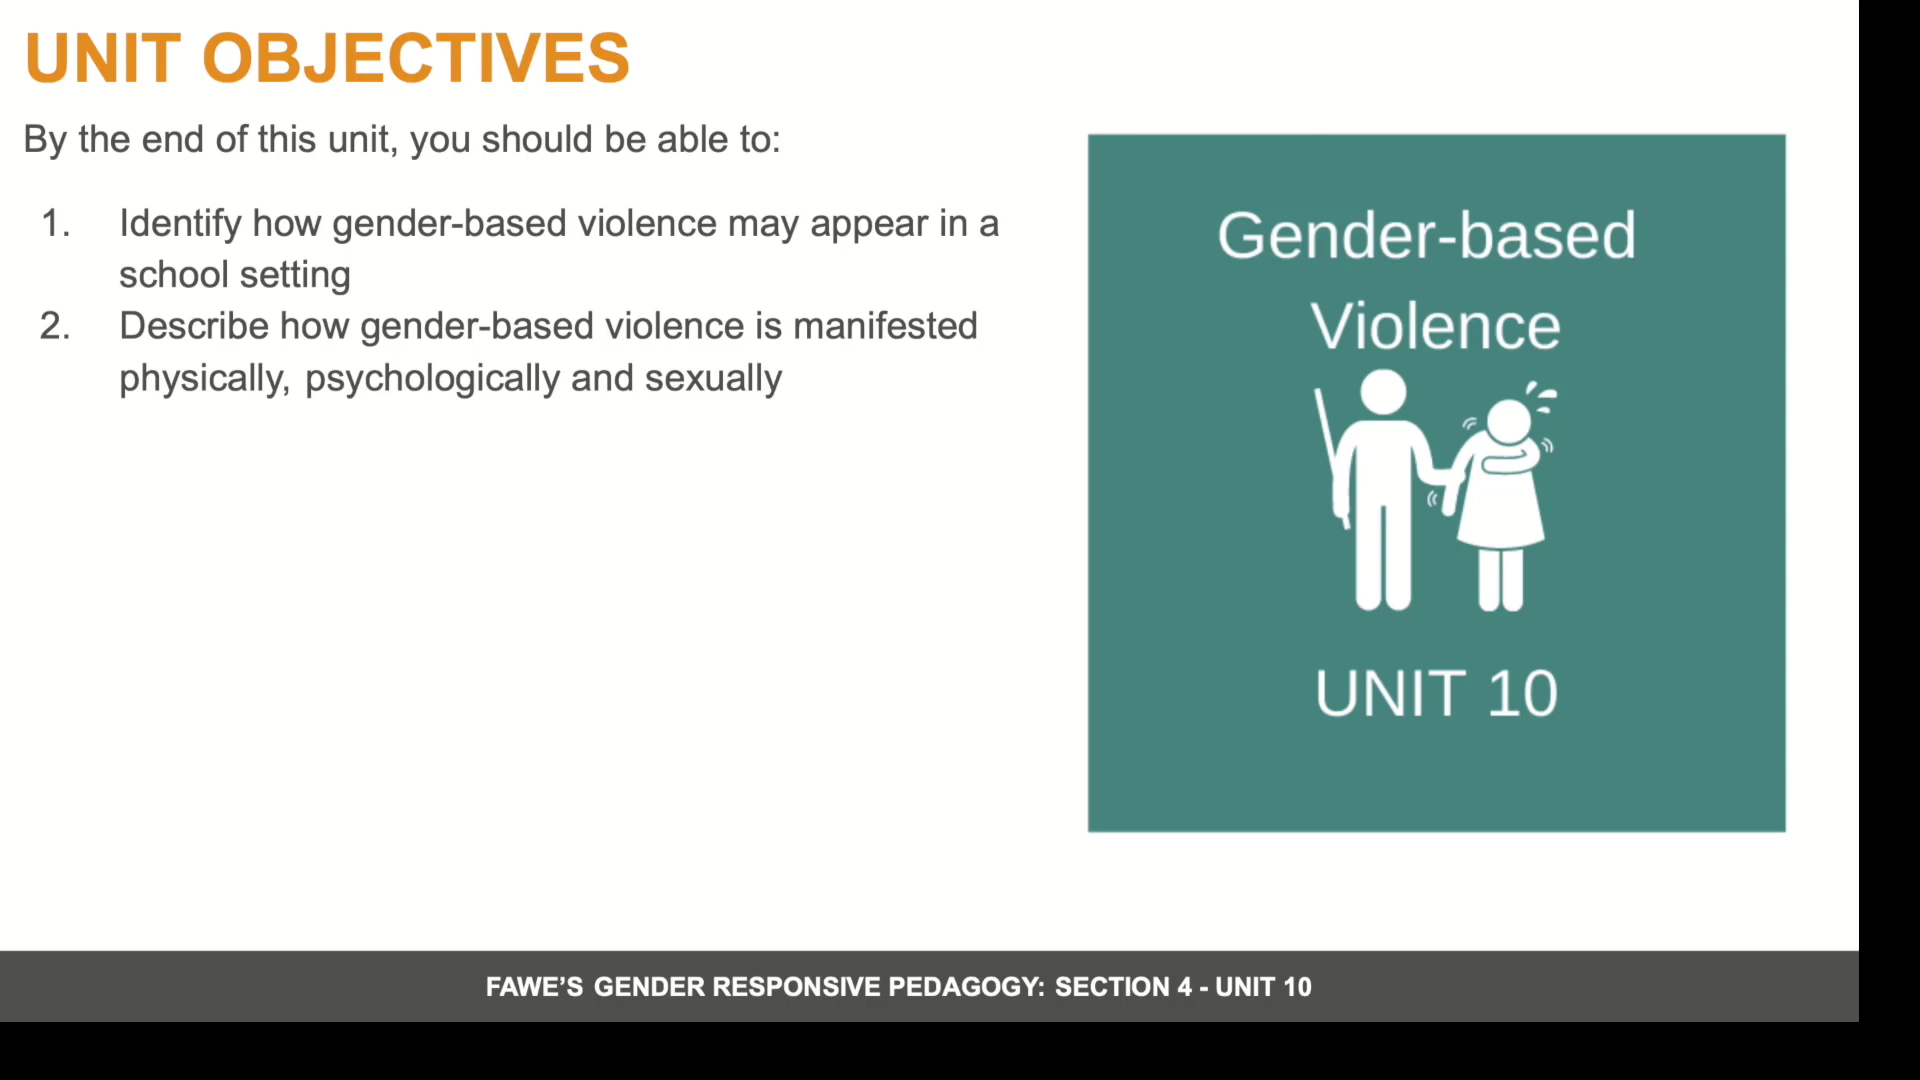 UNIT OBJECTIVES
By the end of this unit, you should be able to:
1. Identify how gender-based violence may appear in a
school setting
2. Describe how gender-based violence is manifested
physically, psychologically and sexually
Gender-based
Violence
UNIT 10
FAWE’S GENDER RESPONSIVE PEDAGOGY: SECTION 4 - UNIT 10